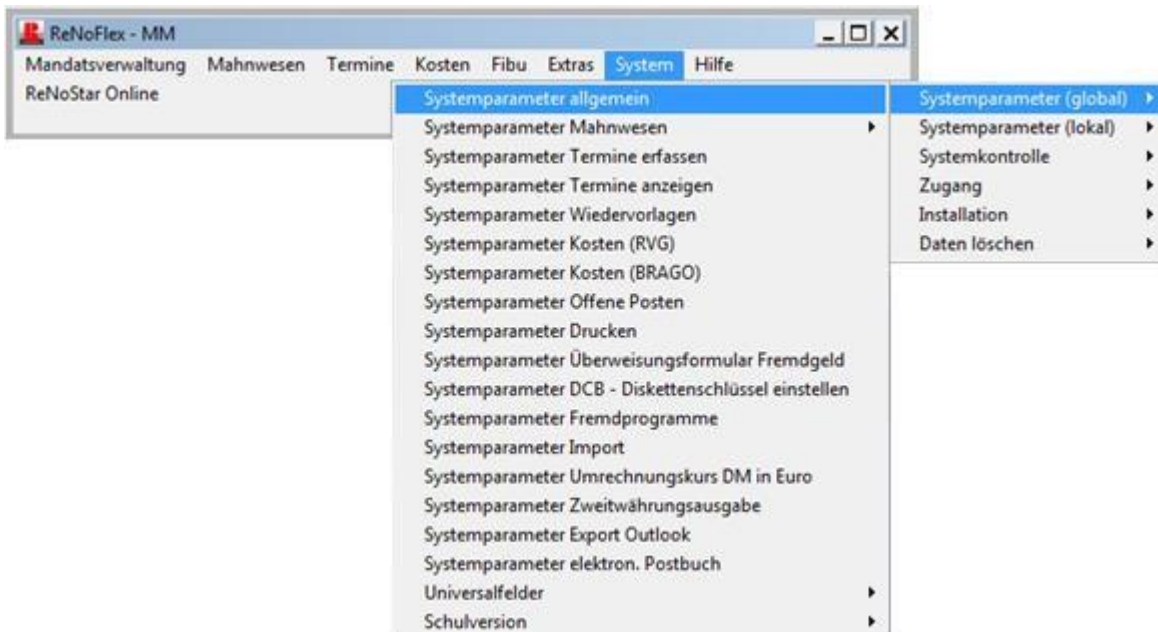 ReNoFlex - MM
Mandatsverwaltung Mahnwesen Termine Kosten Fibu Extras System Hilfe
ReNoStar Online
Systemparameter allgemein
Systemparameter Mahnwesen
Systemparameter Termine erfassen
Systemparameter Termine anzeigen
Systemparameter Wiedervorlagen
Systemparameter Kosten (RVG)
Systemparameter Kosten (BRAGO)
Systemparameter Offene Posten
Systemparameter Drucken
Systemparameter Überweisungsformular Fremdgeld
Systemparameter DCB - Diskettenschlüssel einstellen
Systemparameter Fremdprogramme
Systemparameter Import
Systemparameter Umrechnungskurs DM in Euro
Systemparameter Zweitwährungsausgabe
Systemparameter Export Outlook
Systemparameter elektron. Postbuch
Universalfelder
Schulversion
Systemparameter (global)
Systemparameter (lokal)
Systemkontrolle
Zugang
Installation
Daten löschen